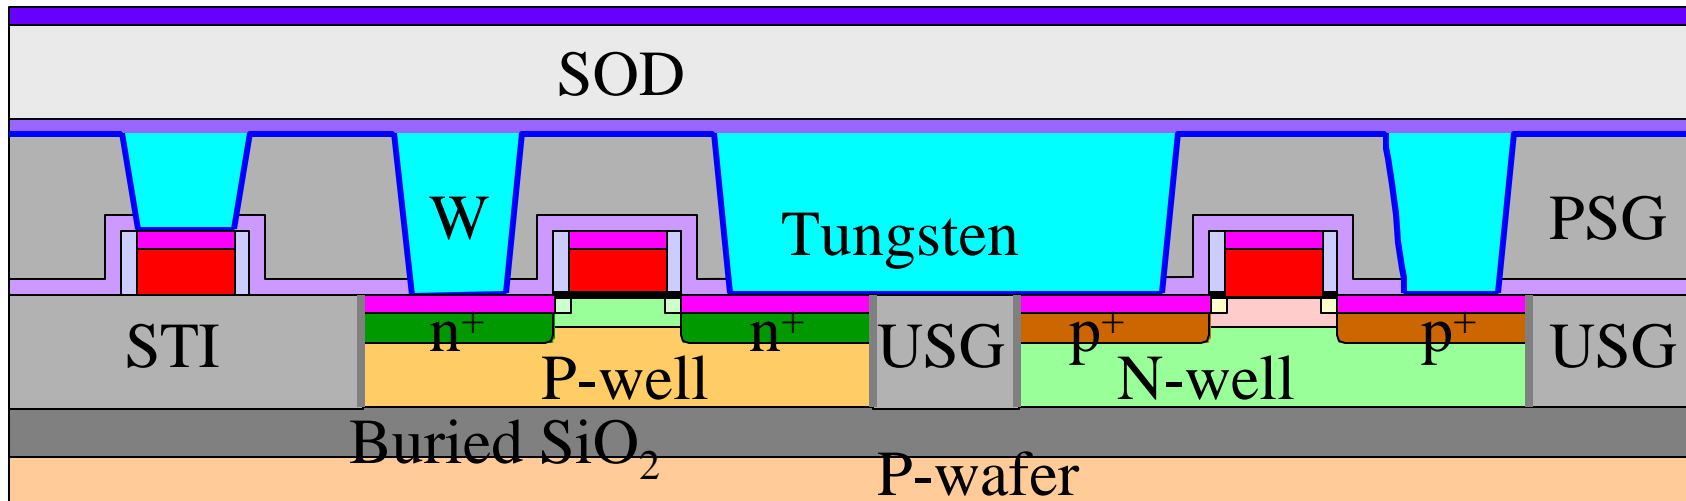 SOD
W
Tungsten
PSG
STI
n⁺
n⁺
USG
p⁺
p⁺
USG
P-well
N-well
Buried SiO₂
P-wafer